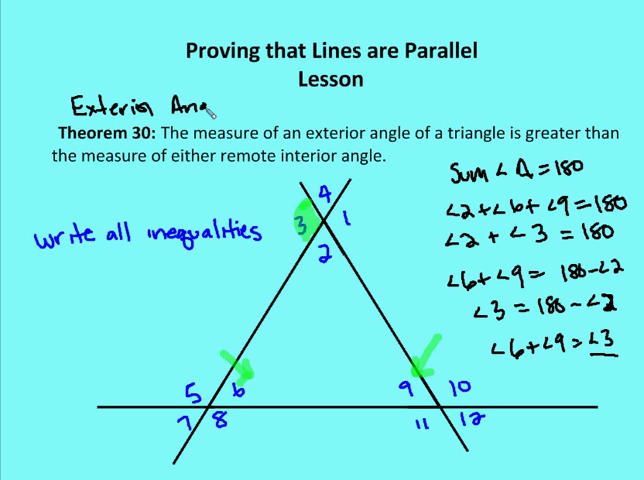 Proving that Lines are Parallel
Lesson
Exterior Ang
Theorem 30: The measure of an exterior angle of a triangle is greater than
the measure of either remote interior angle.
Sum ∠ Δ = 180
∠2 + ∠6 + ∠9 = 180
∠2 + ∠3 = 180
∠6 + ∠9 = 180 - ∠2
∠3 = 180 - ∠2
∠6 + ∠9 = ∠3
write all inequalities
4
3 1
2
5 6 9 10
7 8 11 12